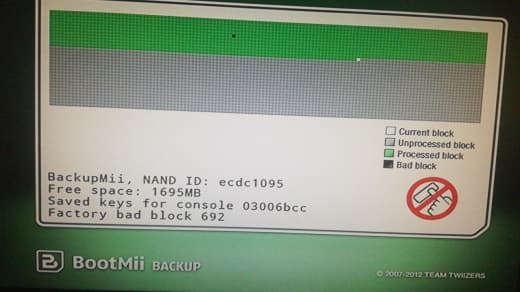 Current block
Unprocessed block
Processed block
Bad block
BackupMii, NAND ID: ecdc1095
Free space: 1695MB
Saved keys for console 03006bcc
Factory bad block 692
BootMii BACKUP
© 2007-2012 TEAM TWIIZERS